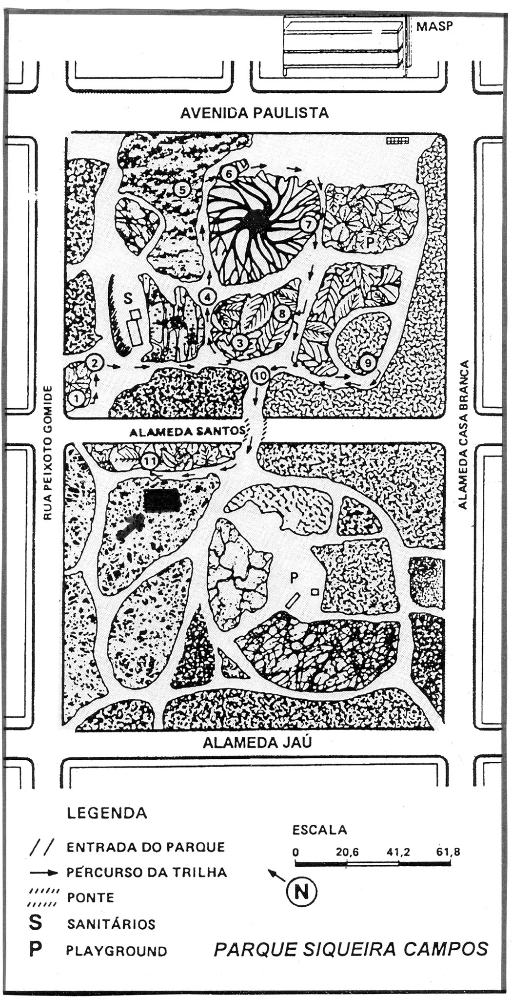 MASP
AVENIDA PAULISTA
6
5
7
P
4
S
8
3
2
9
10
1
RUA PEIXOTO GOMIDE
ALAMEDA CASA BRANCA
ALAMEDA SANTOS
11
P
ALAMEDA JAÚ
LEGENDA
ENTRADA DO PARQUE
PERCURSO DA TRILHA
PONTE
S SANITÁRIOS
P PLAYGROUND
ESCALA
0 20,6 41,2 61,8
N
PARQUE SIQUEIRA CAMPOS